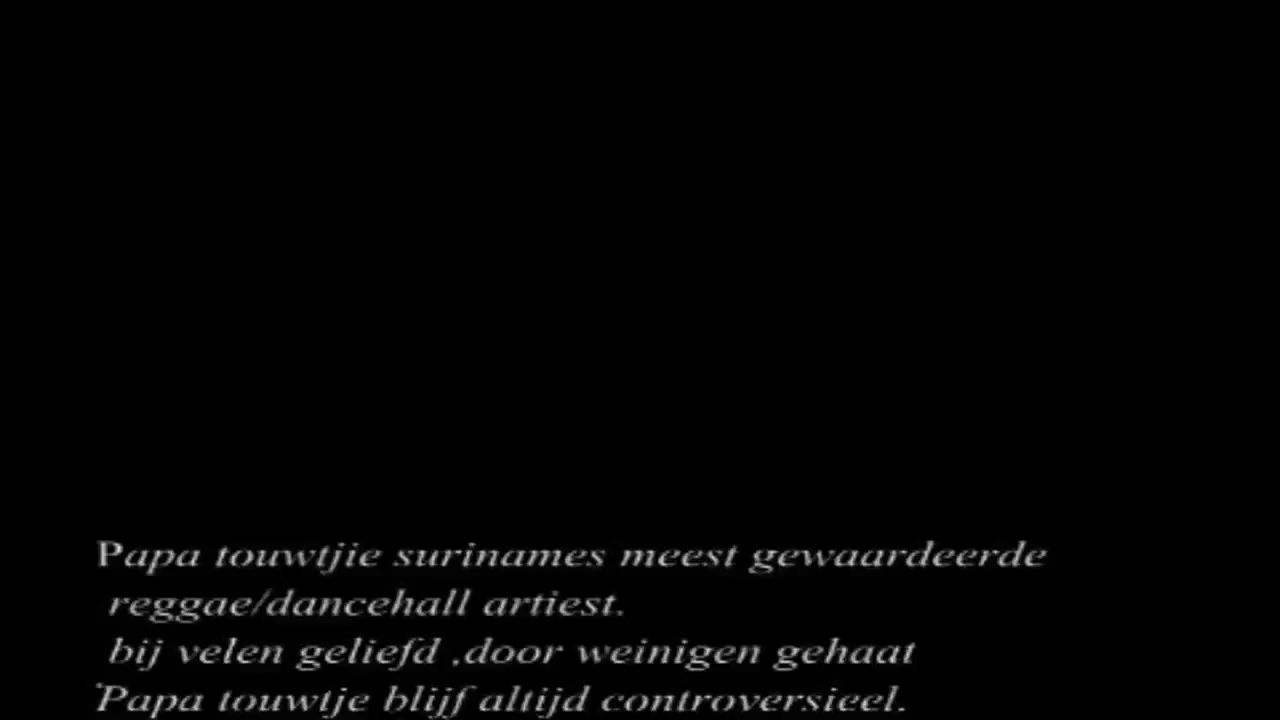 Papa touwtjie surinames meest gewaardeerde
reggae/dancehall artiest.
bij velen geliefd ,door weinigen gehaat
Papa touwtje blijf altijd controversieel.